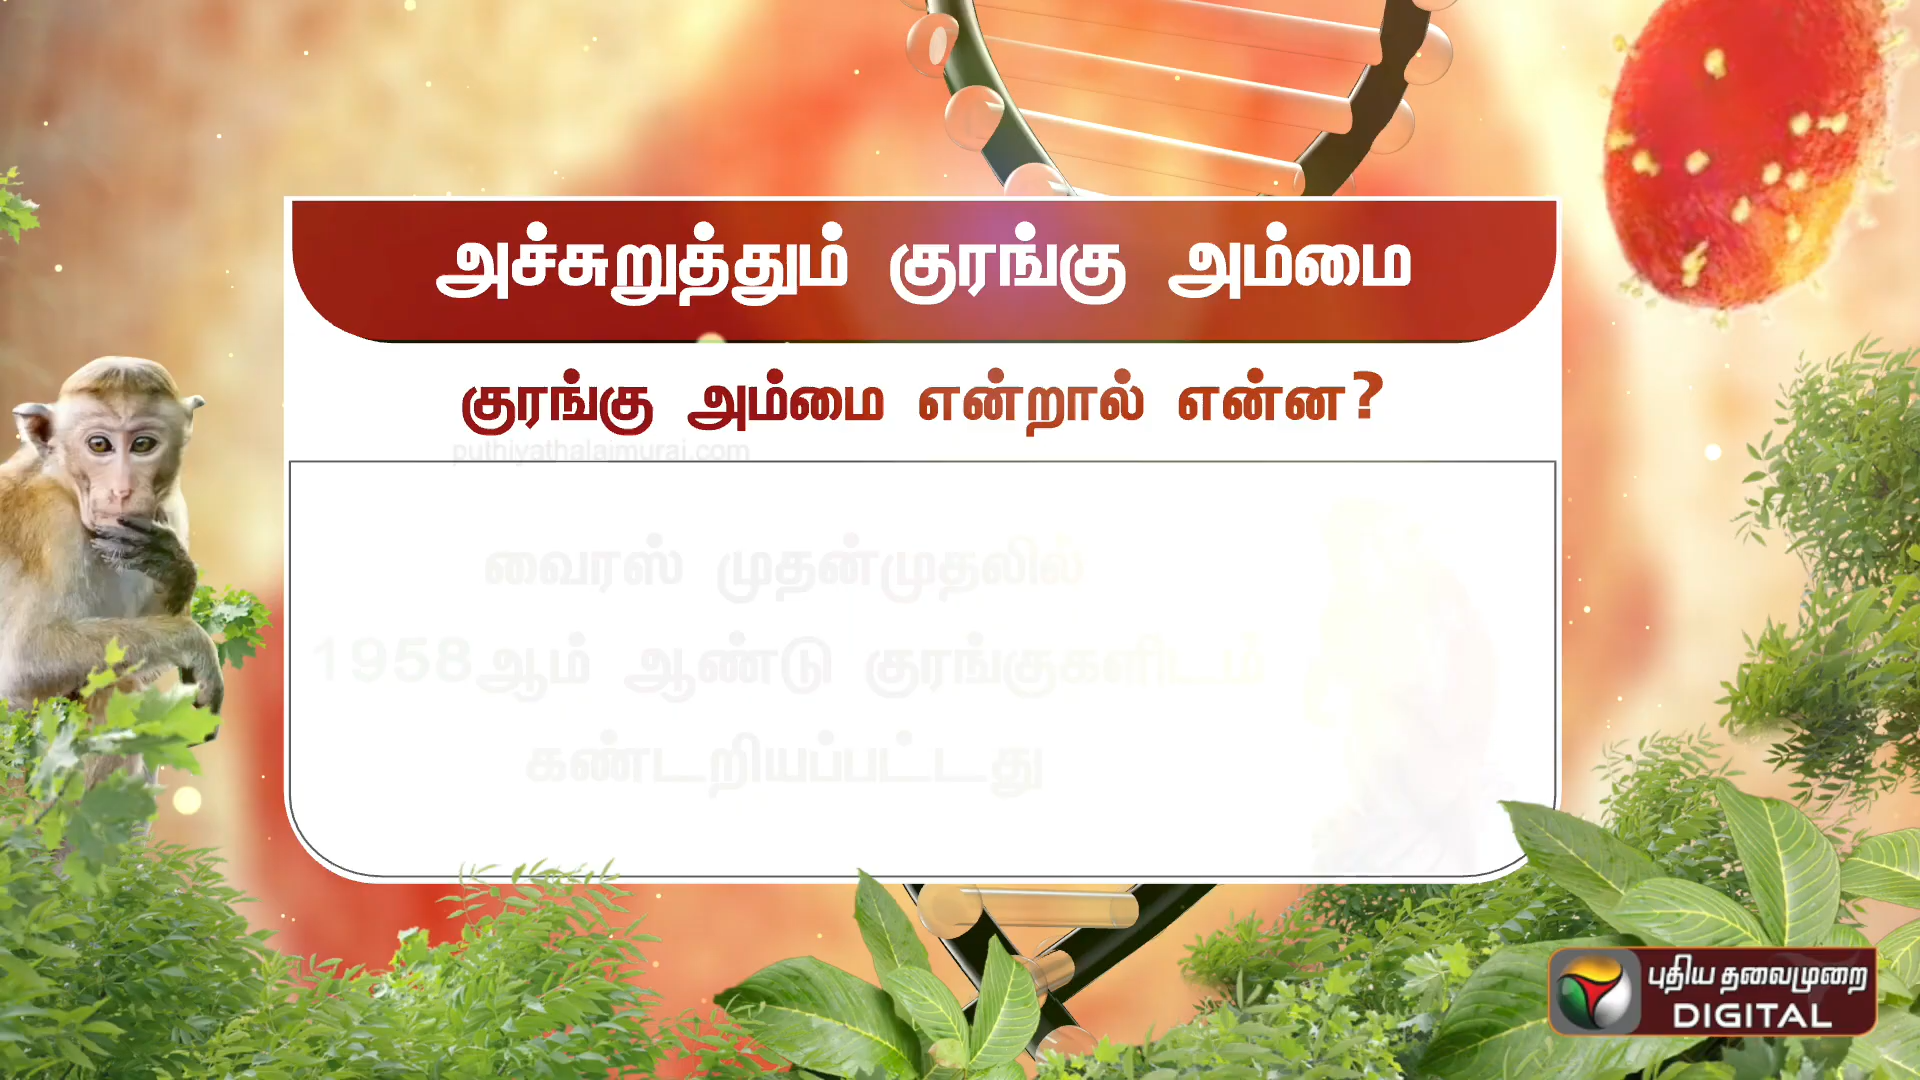 அச்சுறுத்தும் குரங்கு அம்மை
குரங்கு அம்மை என்றால் என்ன?
puthiyathalaimurai.com
வைரஸ் முதன்முதலில்
1958ஆம் ஆண்டு குரங்குகளிடம்
கண்டறியப்பட்டது
புதிய தலைமுறை
DIGITAL